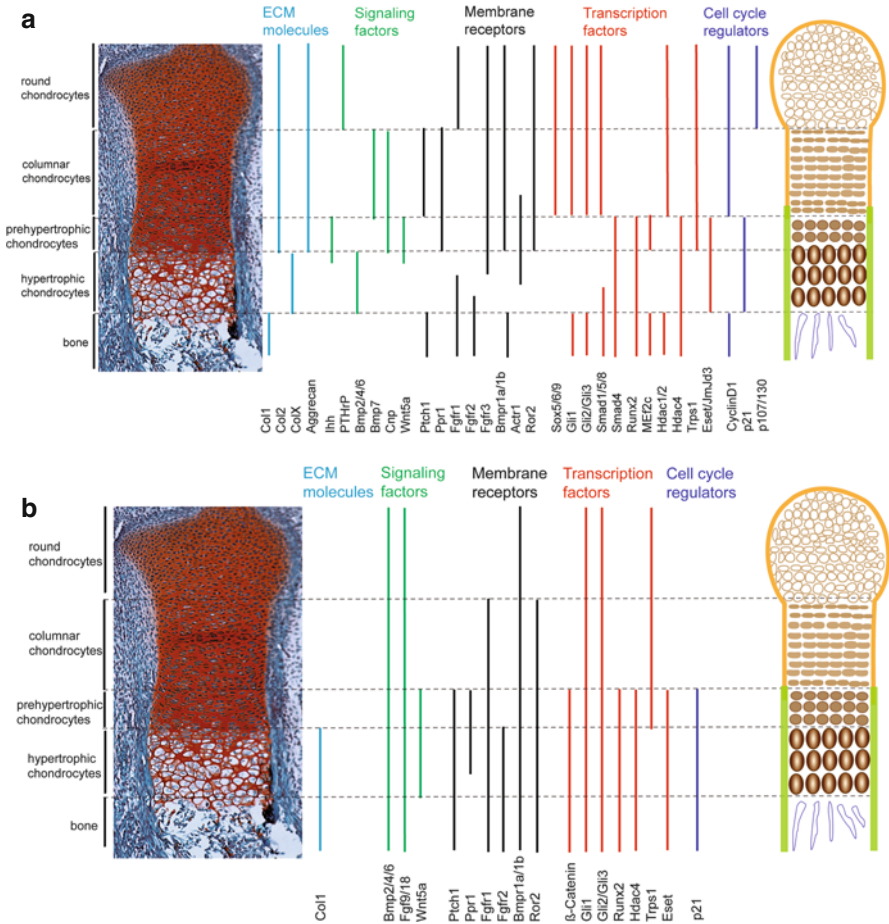 a
ECM
molecules
Signaling
factors
Membrane
receptors
Transcription
factors
Cell cycle
regulators
round
chondrocytes
columnar
chondrocytes
prehypertrophic
chondrocytes
hypertrophic
chondrocytes
bone
Col1
Col2
ColX
Aggrecan
Ihh
PTHrP
Bmp2/4/6
Bmp7
Cnp
Wnt5a
Ptch1
Ppr1
Fgfr1
Fgfr2
Fgfr3
Bmpr1a/1b
Actr1
Ror2
Sox5/6/9
Gli1
Gli2/Gli3
Smad1/5/8
Smad4
Runx2
MEf2c
Hdac1/2
Hdac4
Trps1
Eset/JmJd3
CyclinD1
p21
p107/130
b
ECM
molecules
Signaling
factors
Membrane
receptors
Transcription
factors
Cell cycle
regulators
round
chondrocytes
columnar
chondrocytes
prehypertrophic
chondrocytes
hypertrophic
chondrocytes
bone
Col1
Bmp2/4/6
Fgf9/18
Wnt5a
Ptch1
Ppr1
Fgfr1
Fgfr2
Bmpr1a/1b
Ror2
ß-Catenin
Gli1
Gli2/Gli3
Runx2
Hdac4
Trps1
Eset
p21